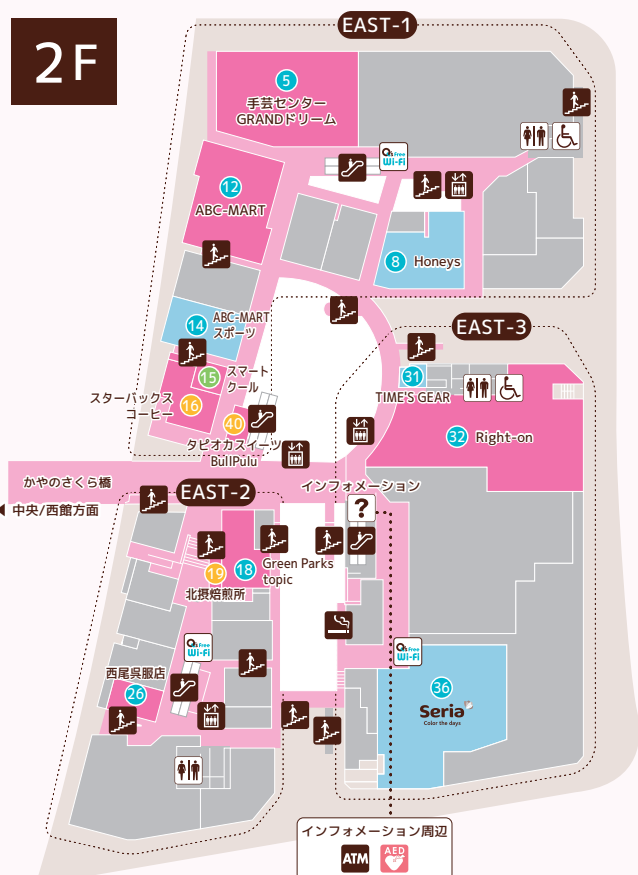 2F
EAST-1
5
手芸センター
GRANDドリーム
Free
Wi-Fi
12
ABC-MART
8 Honeys
14
ABC-MART
スポーツ
EAST-3
15
スマート
クール
31
TIME'S GEAR
スターバックス
コーヒー
16
40
タピオカスイーツ
BullPulu
32 Right-on
かやのさくら橋
中央/西館方面
EAST-2
インフォメーション
?
19
18
Green Parks
topic
北摂焙煎所
Free
Wi-Fi
Free
Wi-Fi
西尾呉服店
26
36
Seria
Color the days
インフォメーション周辺
ATM
AED